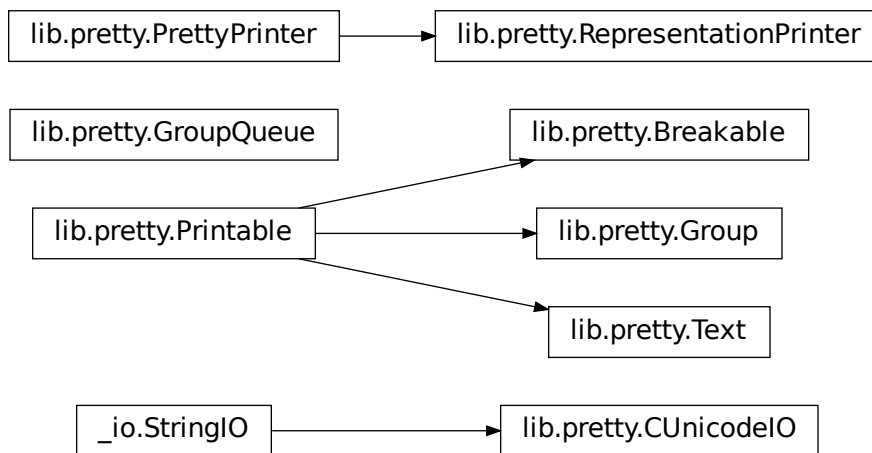 lib.pretty.PrettyPrinter
lib.pretty.RepresentationPrinter
lib.pretty.GroupQueue
lib.pretty.Breakable
lib.pretty.Printable
lib.pretty.Group
lib.pretty.Text
_io.StringIO
lib.pretty.CUnicodeIO